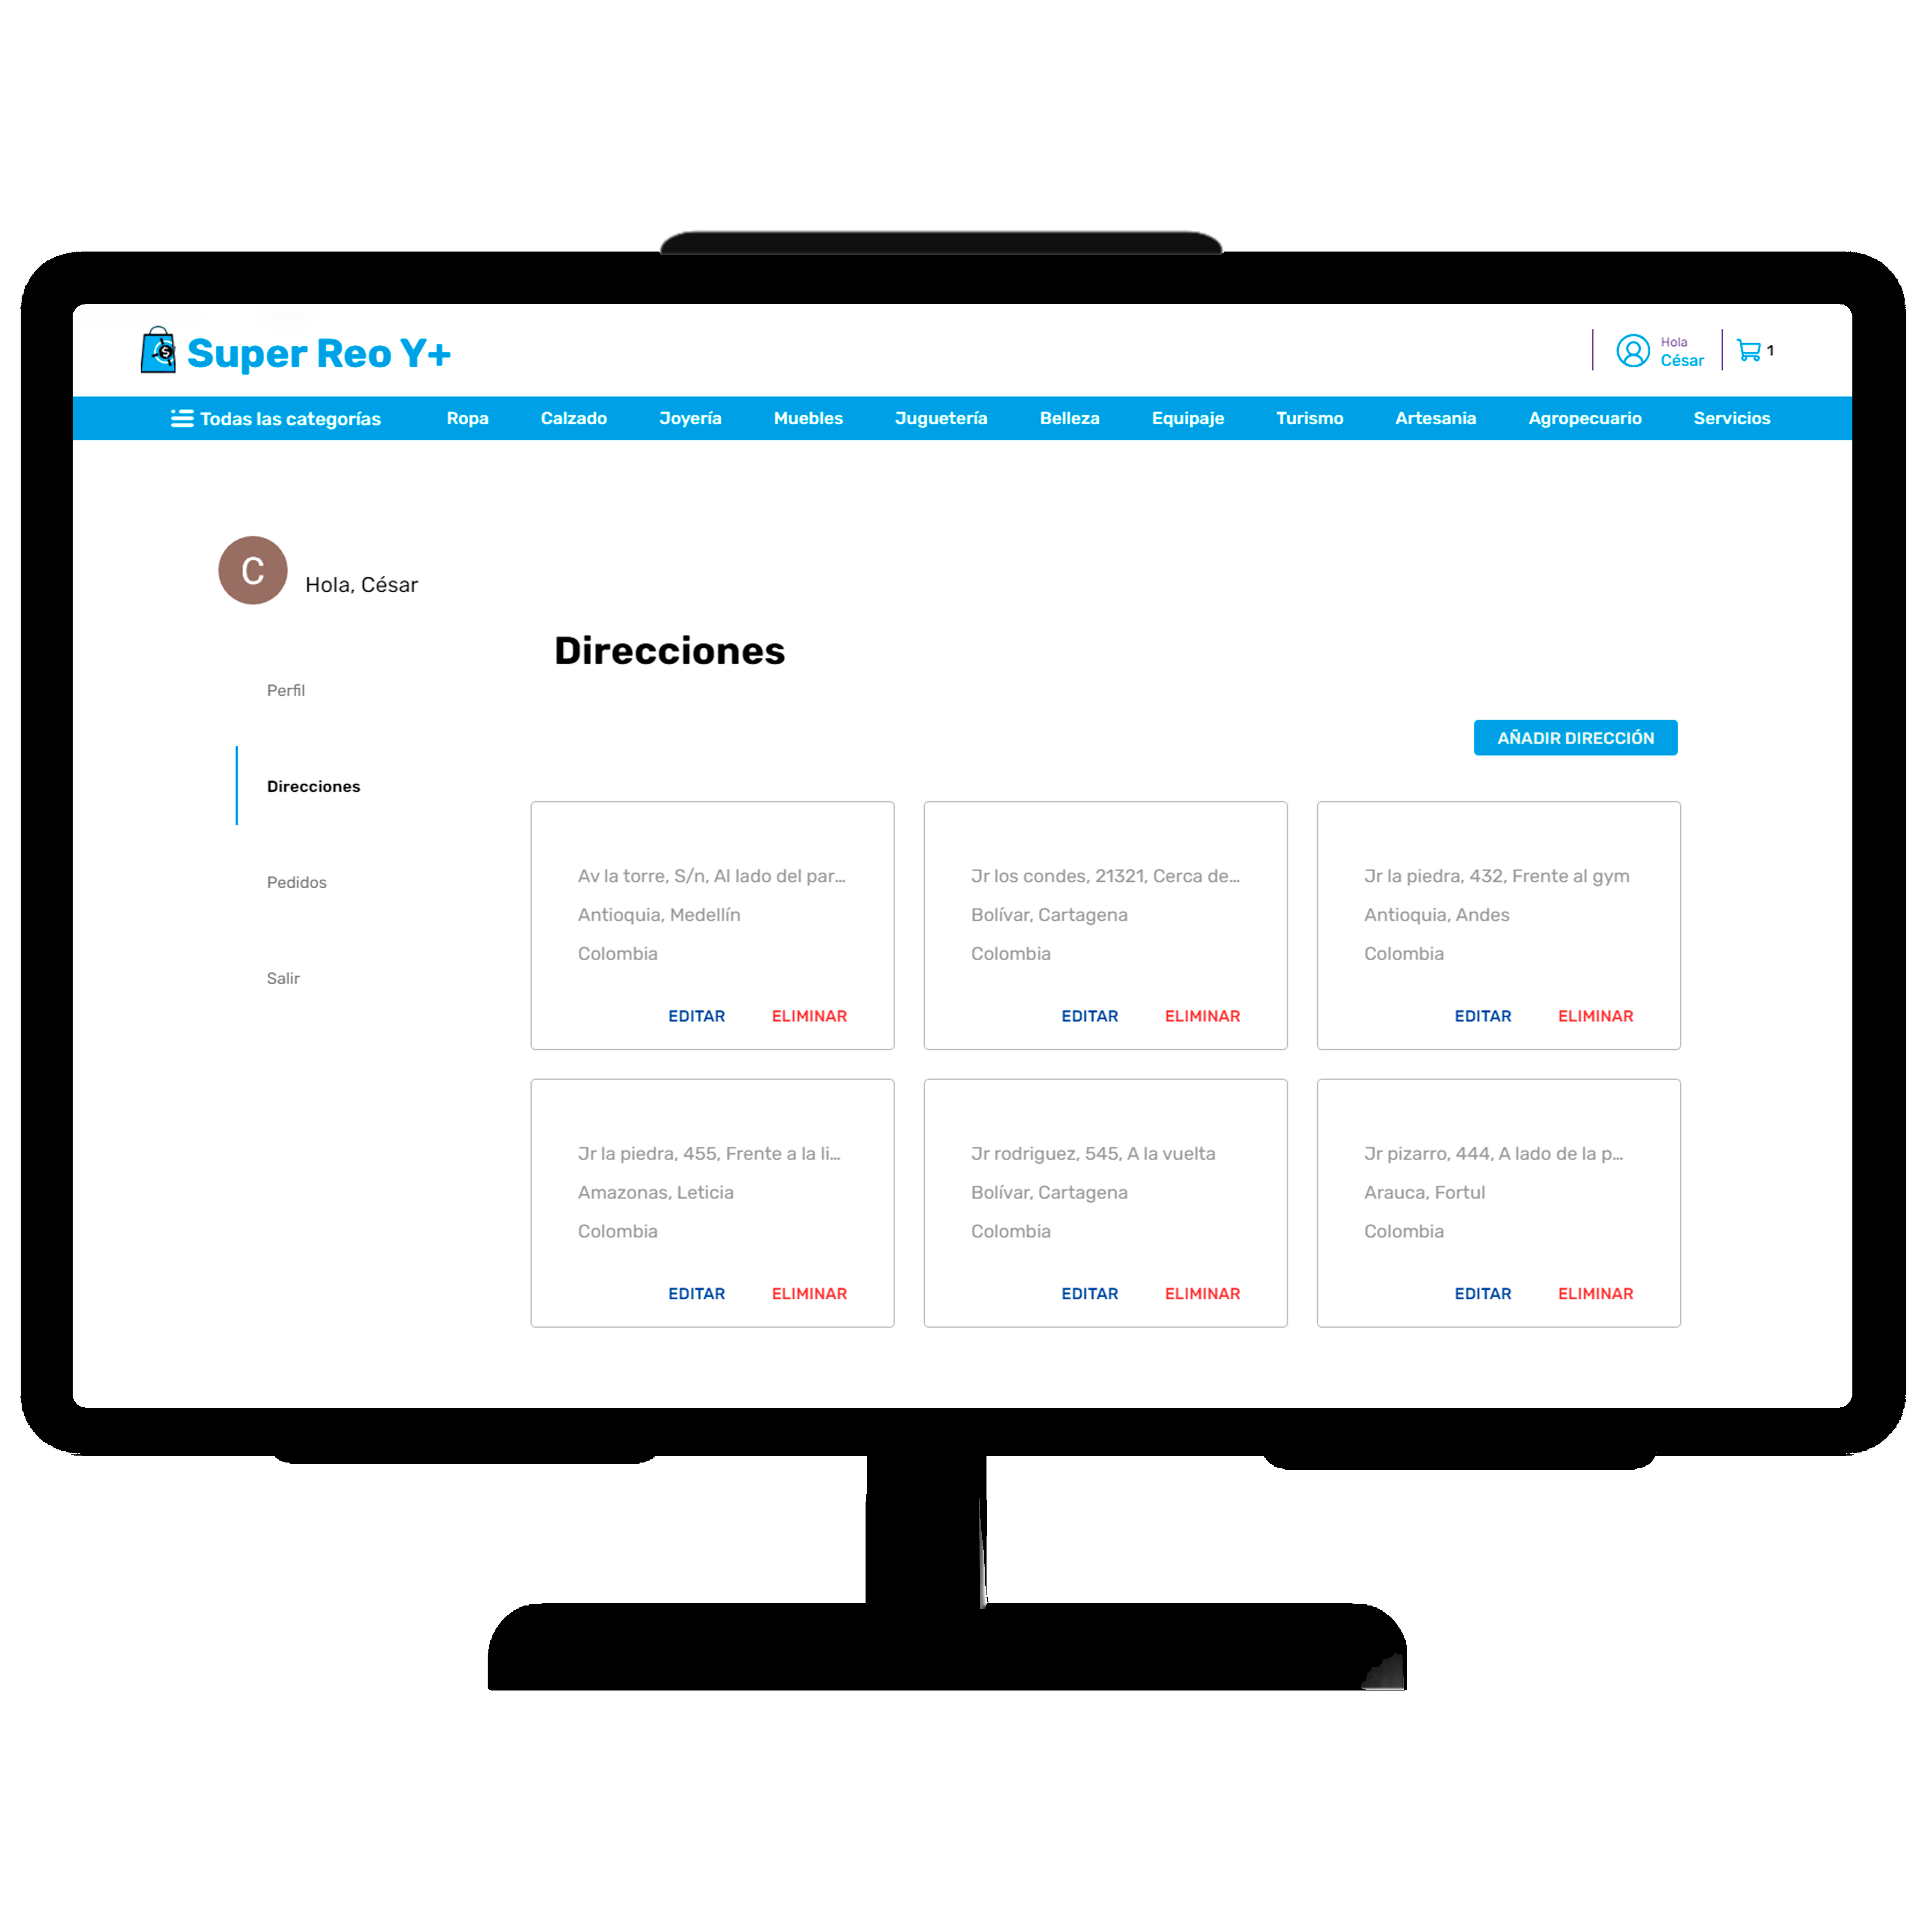 Super Reo Y+
Hola
César
1
Todas las categorías Ropa Calzado Joyería Muebles Juguetería Belleza Equipaje Turismo Artesania Agropecuario Servicios
C
Hola, César
Direcciones
Perfil
Direcciones
Pedidos
Salir
AÑADIR DIRECCIÓN
Av la torre, S/n, Al lado del par...
Antioquia, Medellín
Colombia
EDITAR ELIMINAR
Jr los condes, 21321, Cerca de...
Bolívar, Cartagena
Colombia
EDITAR ELIMINAR
Jr la piedra, 432, Frente al gym
Antioquia, Andes
Colombia
EDITAR ELIMINAR
Jr la piedra, 455, Frente a la li...
Amazonas, Leticia
Colombia
EDITAR ELIMINAR
Jr rodriguez, 545, A la vuelta
Bolívar, Cartagena
Colombia
EDITAR ELIMINAR
Jr pizarro, 444, A lado de la p...
Arauca, Fortul
Colombia
EDITAR ELIMINAR